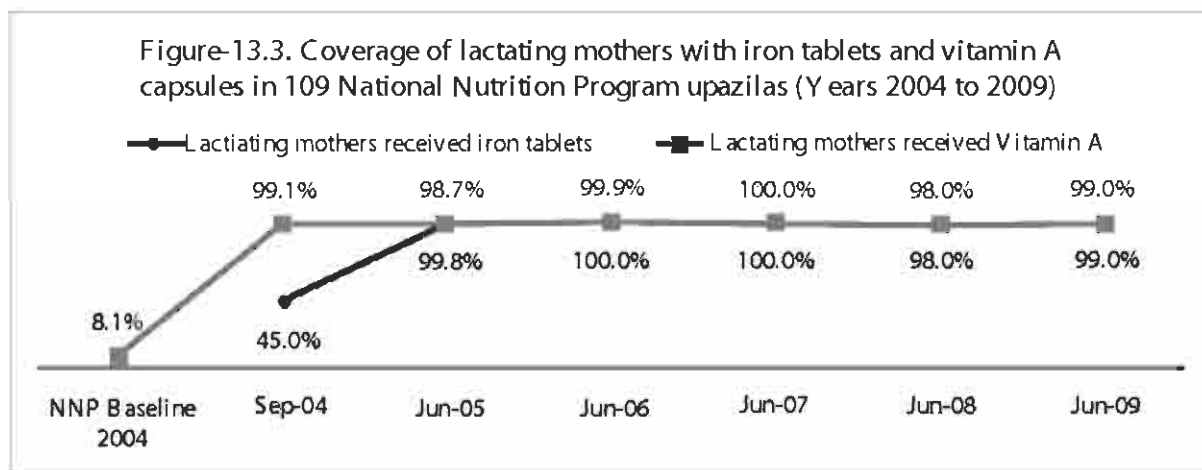 Figure-13.3. Coverage of lactating mothers with iron tablets and vitamin A
capsules in 109 National Nutrition Program upazilas (Years 2004 to 2009)
Lactiating mothers received iron tablets Lactating mothers received Vitamin A
99.1% 98.7% 99.9% 100.0% 98.0% 99.0%
99.8% 100.0% 100.0% 98.0% 99.0%
8.1% 45.0%
NNP Baseline Sep-04 Jun-05 Jun-06 Jun-07 Jun-08 Jun-09
2004